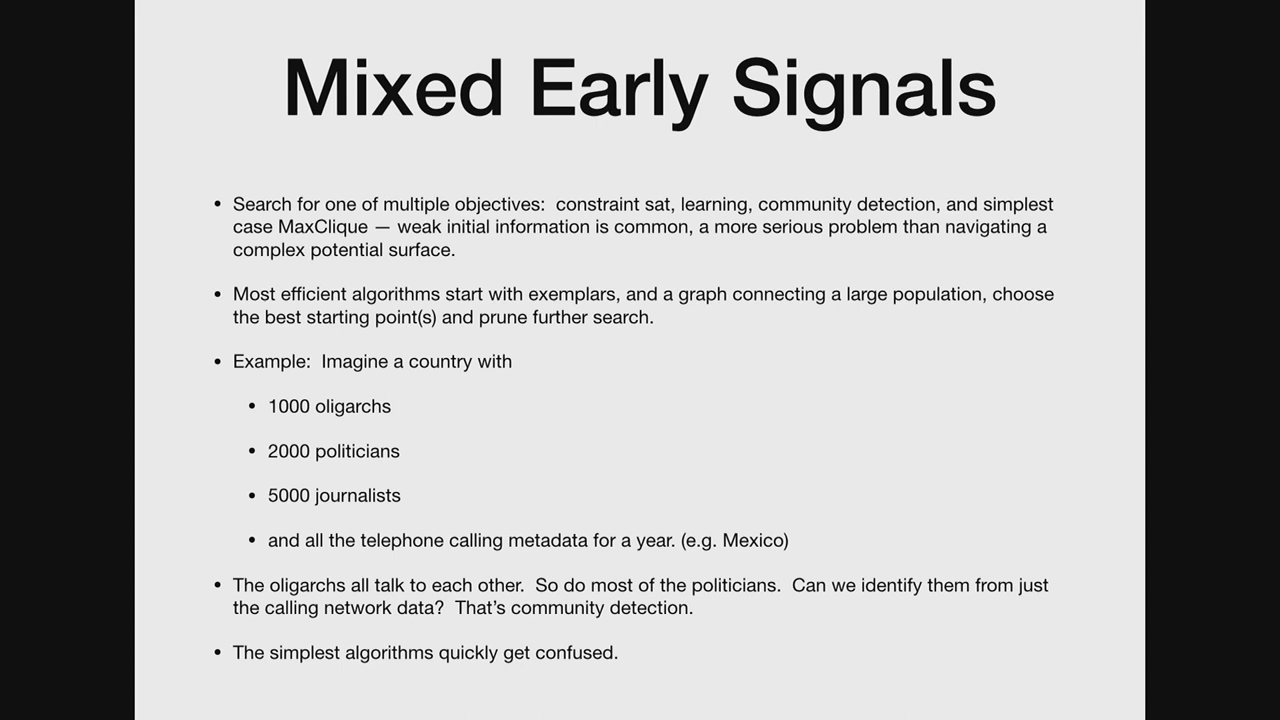 Mixed Early Signals
• Search for one of multiple objectives:  constraint sat, learning, community detection, and simplest
case MaxClique — weak initial information is common, a more serious problem than navigating a
complex potential surface.
• Most efficient algorithms start with exemplars, and a graph connecting a large population, choose
the best starting point(s) and prune further search.
• Example:  Imagine a country with
• 1000 oligarchs
• 2000 politicians
• 5000 journalists
• and all the telephone calling metadata for a year. (e.g. Mexico)
• The oligarchs all talk to each other.  So do most of the politicians.  Can we identify them from just
the calling network data?  That’s community detection.
• The simplest algorithms quickly get confused.